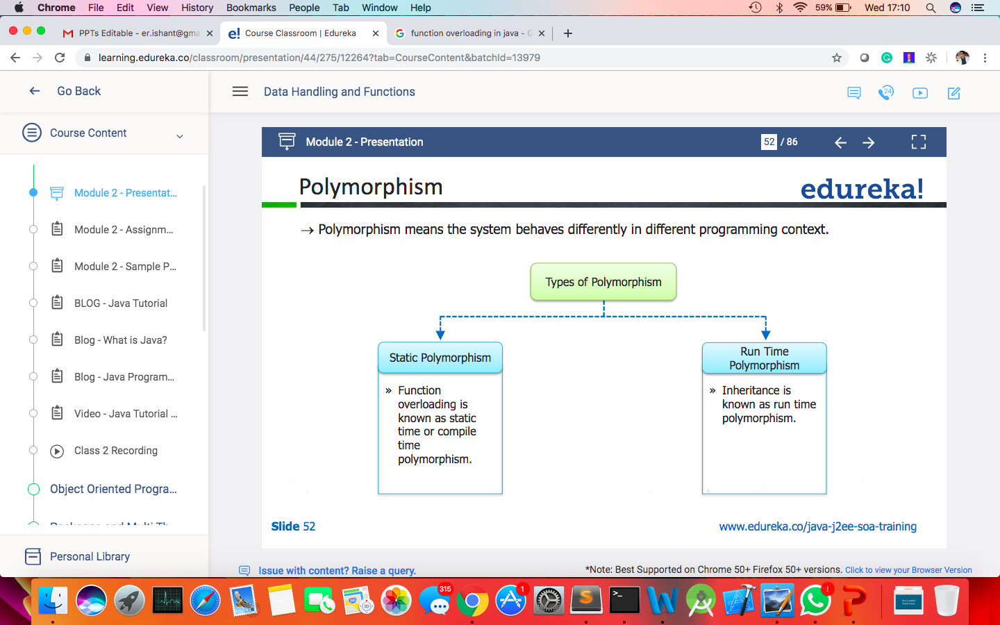 Chrome File Edit View History Bookmarks People Tab Window Help 59% Wed 17:10
PPTs Editable - er.ishant@gma
e! Course Classroom | Edureka
function overloading in java - G
learning.edureka.co/classroom/presentation/44/275/12264?tab=CourseContent&batchId=13979
Go Back
Data Handling and Functions
24
Course Content
Module 2 - Presentat...
Module 2 - Assignm...
Module 2 - Sample P...
BLOG - Java Tutorial
Blog - What is Java?
Blog - Java Program...
Video - Java Tutorial ...
Class 2 Recording
Object Oriented Progra...
Personal Library
Module 2 - Presentation 52 / 86
Polymorphism
edureka!
→ Polymorphism means the system behaves differently in different programming context.
Types of Polymorphism
Static Polymorphism
» Function
overloading is
known as static
time or compile
time
polymorphism.
Run Time
Polymorphism
» Inheritance is
known as run time
polymorphism.
Slide 52
www.edureka.co/java-j2ee-soa-training
Issue with content? Raise a query.
*Note: Best Supported on Chrome 50+ Firefox 50+ versions. Click to view your Browser Version
315
1
!